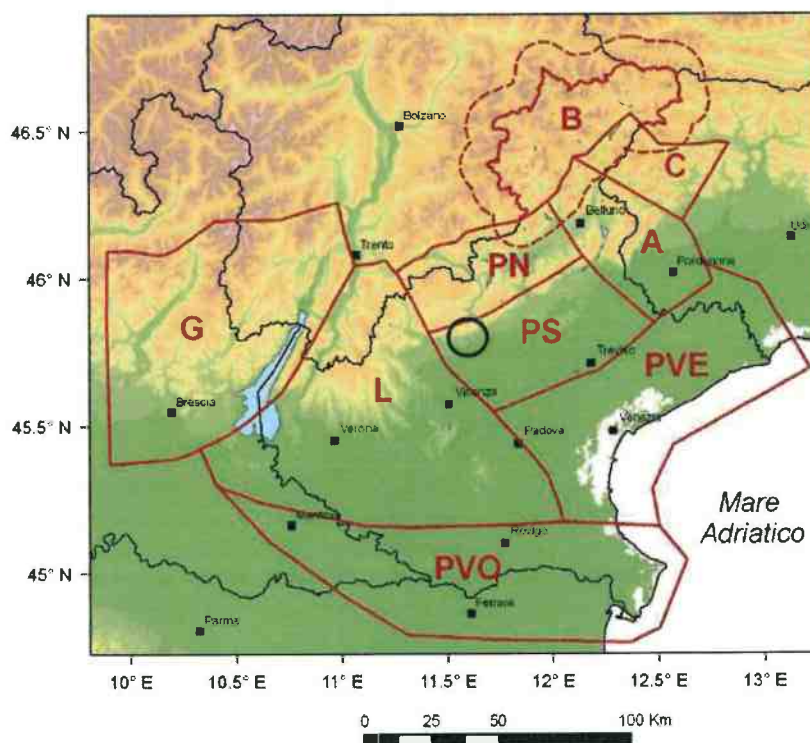 46.5° N
46° N
45.5° N
45° N
Bolzano
B
C
Belluno
A
Trento
PN
Pordenone
G
PS
L
Treviso
PVE
Brescia
Vicenza
Verona
Padova
Venezia
Mare
Adriatico
Mantova
Rovigo
PVO
Ferrara
Parma
10° E
10.5° E
11° E
11.5° E
12° E
12.5° E
13° E
0
25
50
100 Km